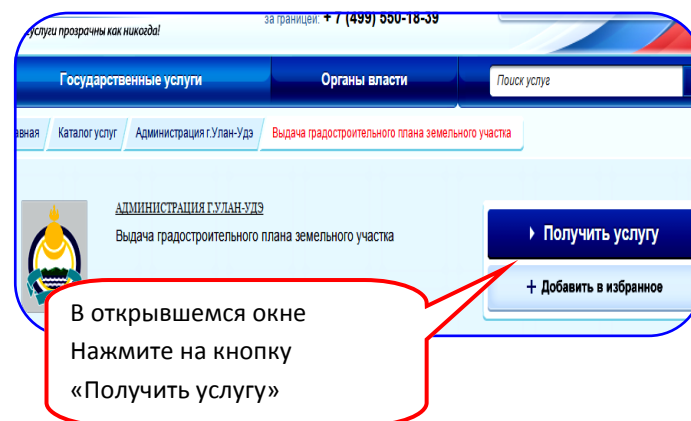 за границей: + 7 (499) 550-18-39
услуги прозрачны как никогда!
Государственные услуги
Органы власти
Поиск услуг
Каталог услуг
Администрация г.Улан-Удэ
Выдача градостроительного плана земельного участка
АДМИНИСТРАЦИЯ Г.УЛАН-УДЭ
Выдача градостроительного плана земельного участка
Получить услугу
+ Добавить в избранное
В открывшемся окне
Нажмите на кнопку
«Получить услугу»